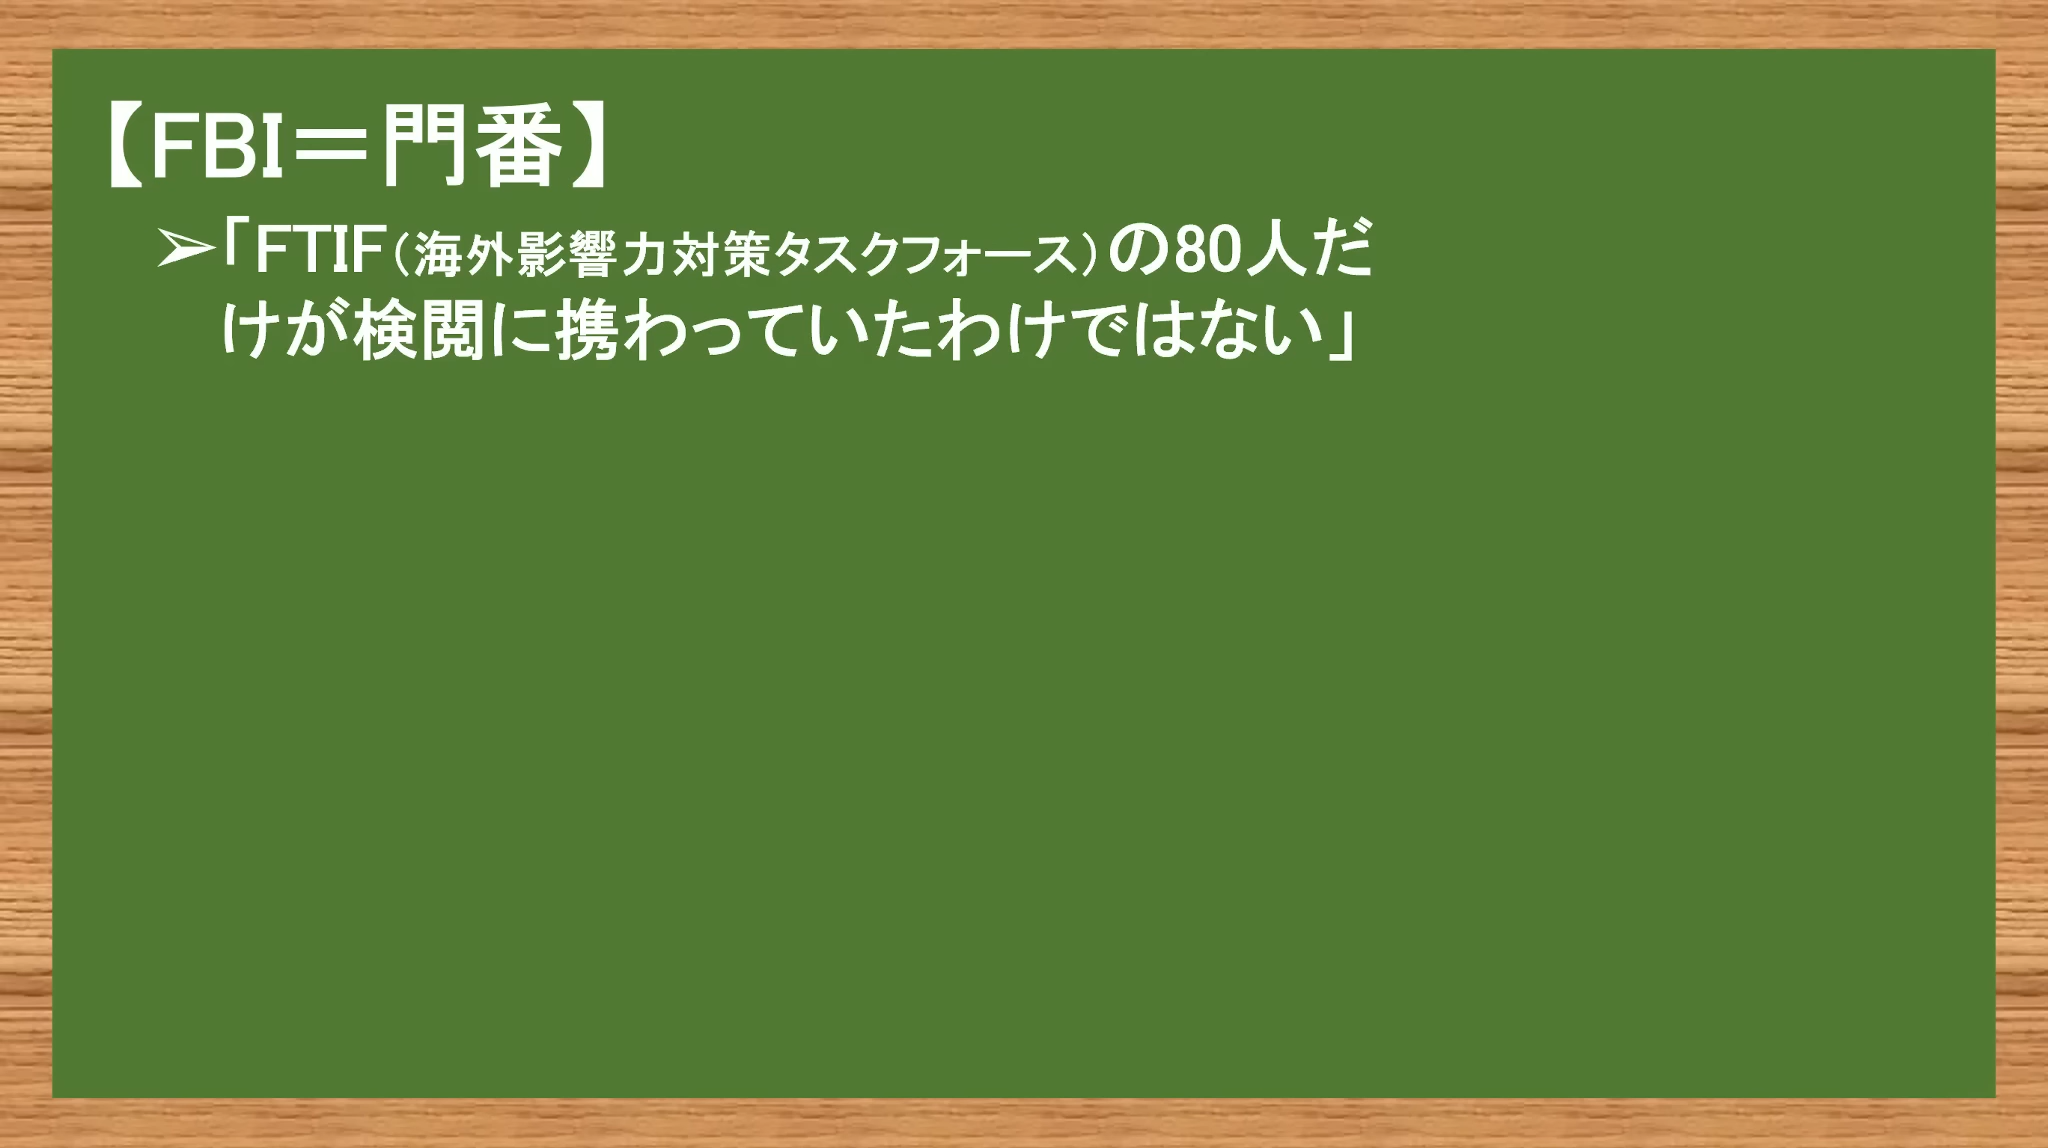 【FBI＝門番】
➢「FTIF（海外影響力対策タスクフォース）の80人だ
けが検閲に携わっていたわけではない」